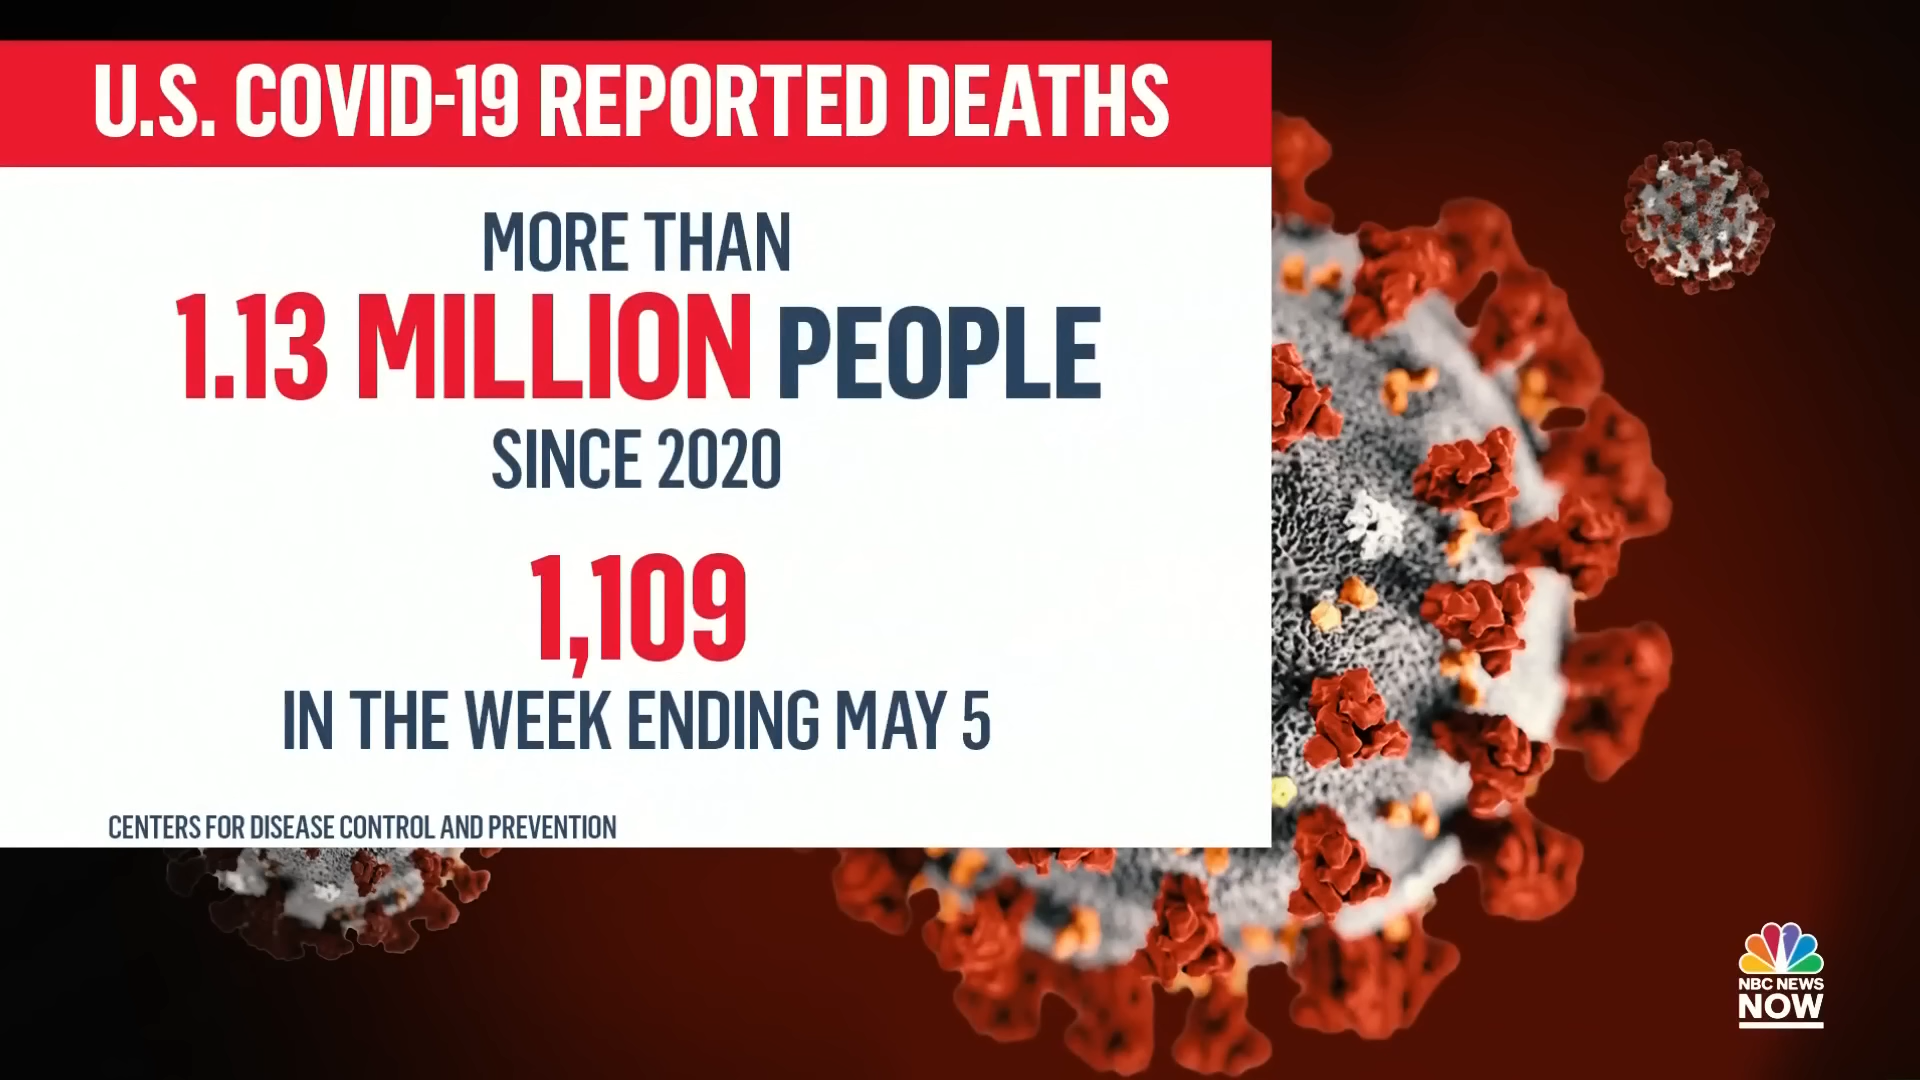 U.S. COVID-19 REPORTED DEATHS
MORE THAN
1.13 MILLION PEOPLE
SINCE 2020
1,109
IN THE WEEK ENDING MAY 5
CENTERS FOR DISEASE CONTROL AND PREVENTION
NBC NEWS
NOW